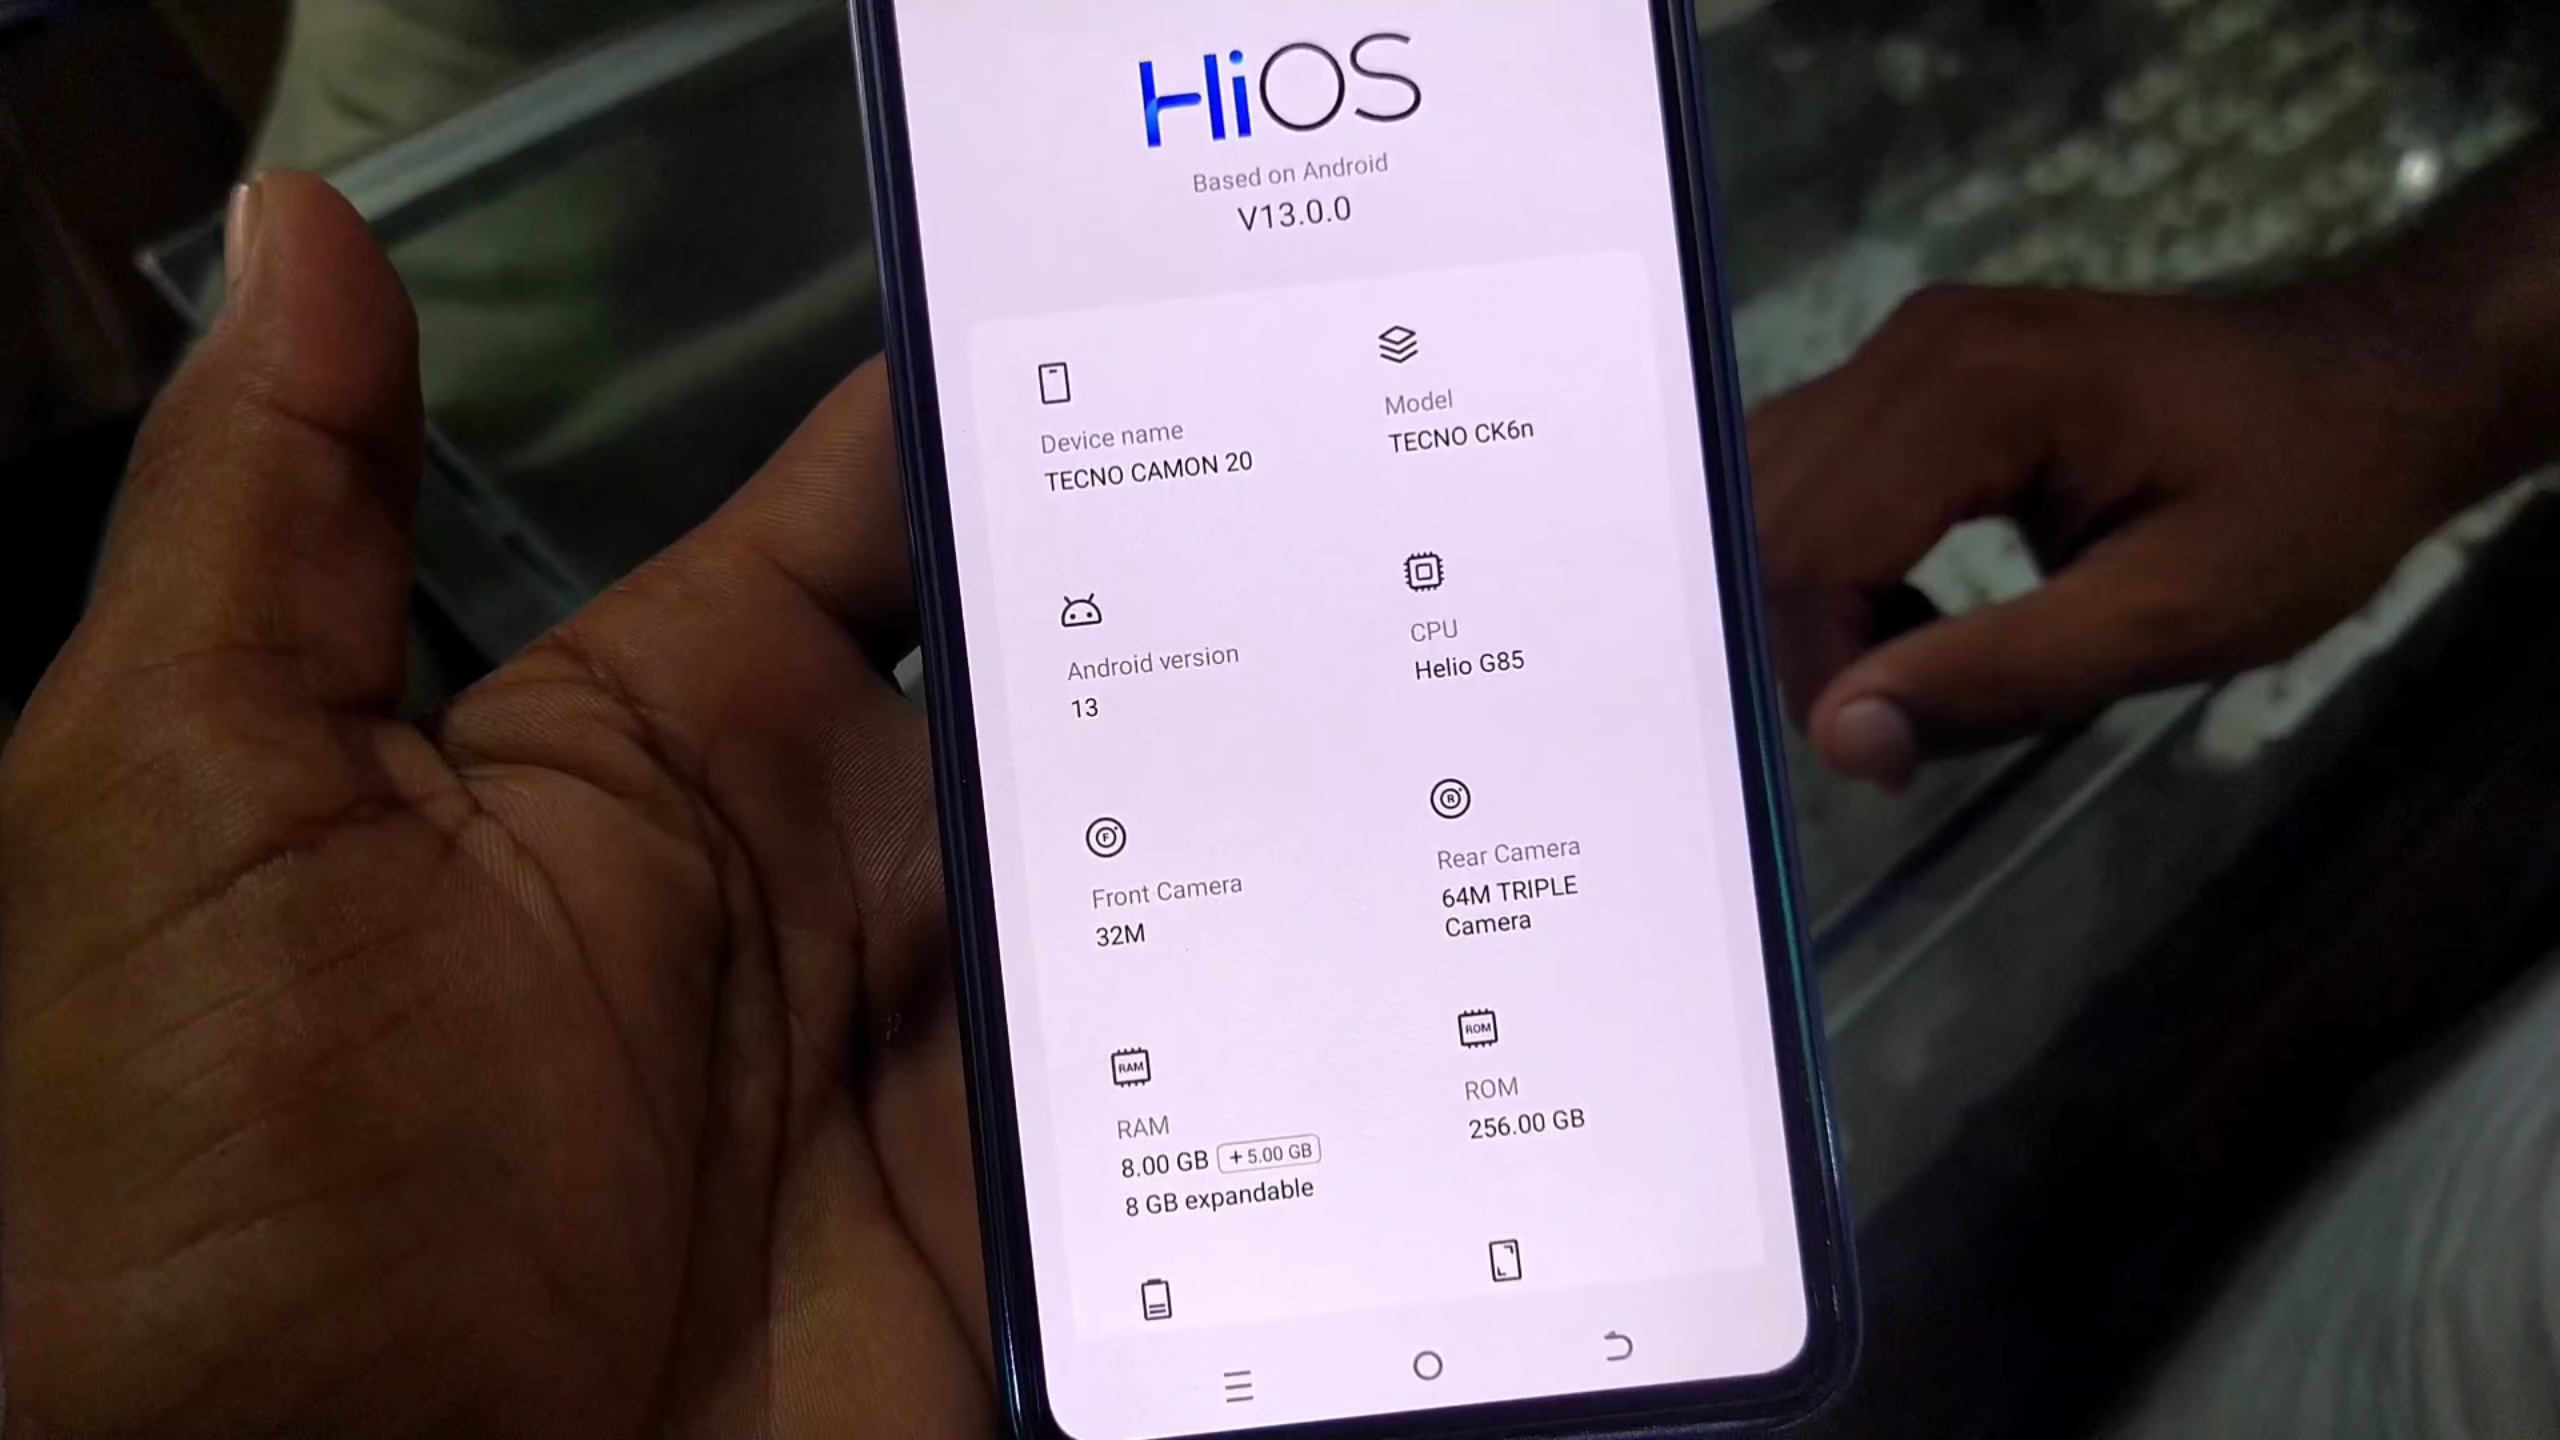 HiOS
Based on Android
V13.0.0
Device name
TECNO CAMON 20
Model
TECNO CK6n
Android version
13
CPU
Helio G85
F
Front Camera
32M
R
Rear Camera
64M TRIPLE
Camera
RAM
RAM
8.00 GB +5.00 GB
8 GB expandable
ROM
ROM
256.00 GB